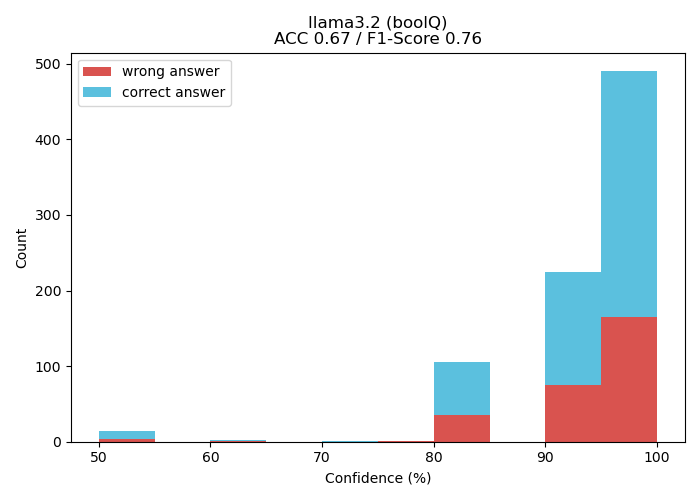 llama3.2 (boolQ)
ACC 0.67 / F1-Score 0.76
wrong answer
correct answer
500
400
300
200
100
0
Count
50 60 70 80 90 100
Confidence (%)